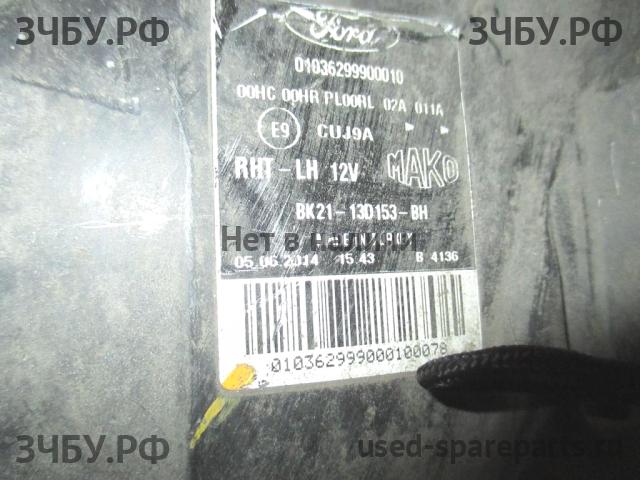 ЗЧБУ.РФ
ЗЧБУ.РФ
Ford
01036299900010
00HC 00HR PL00RL 02A 011A
E9 CUJ9A
RHT-LH 12V MAKO
BK21-13D153-BH
Нет в наличии
05.06.2014 15.43 B 4136
010362999000100078
ЗЧБУ.РФ
used-spareparts.ru